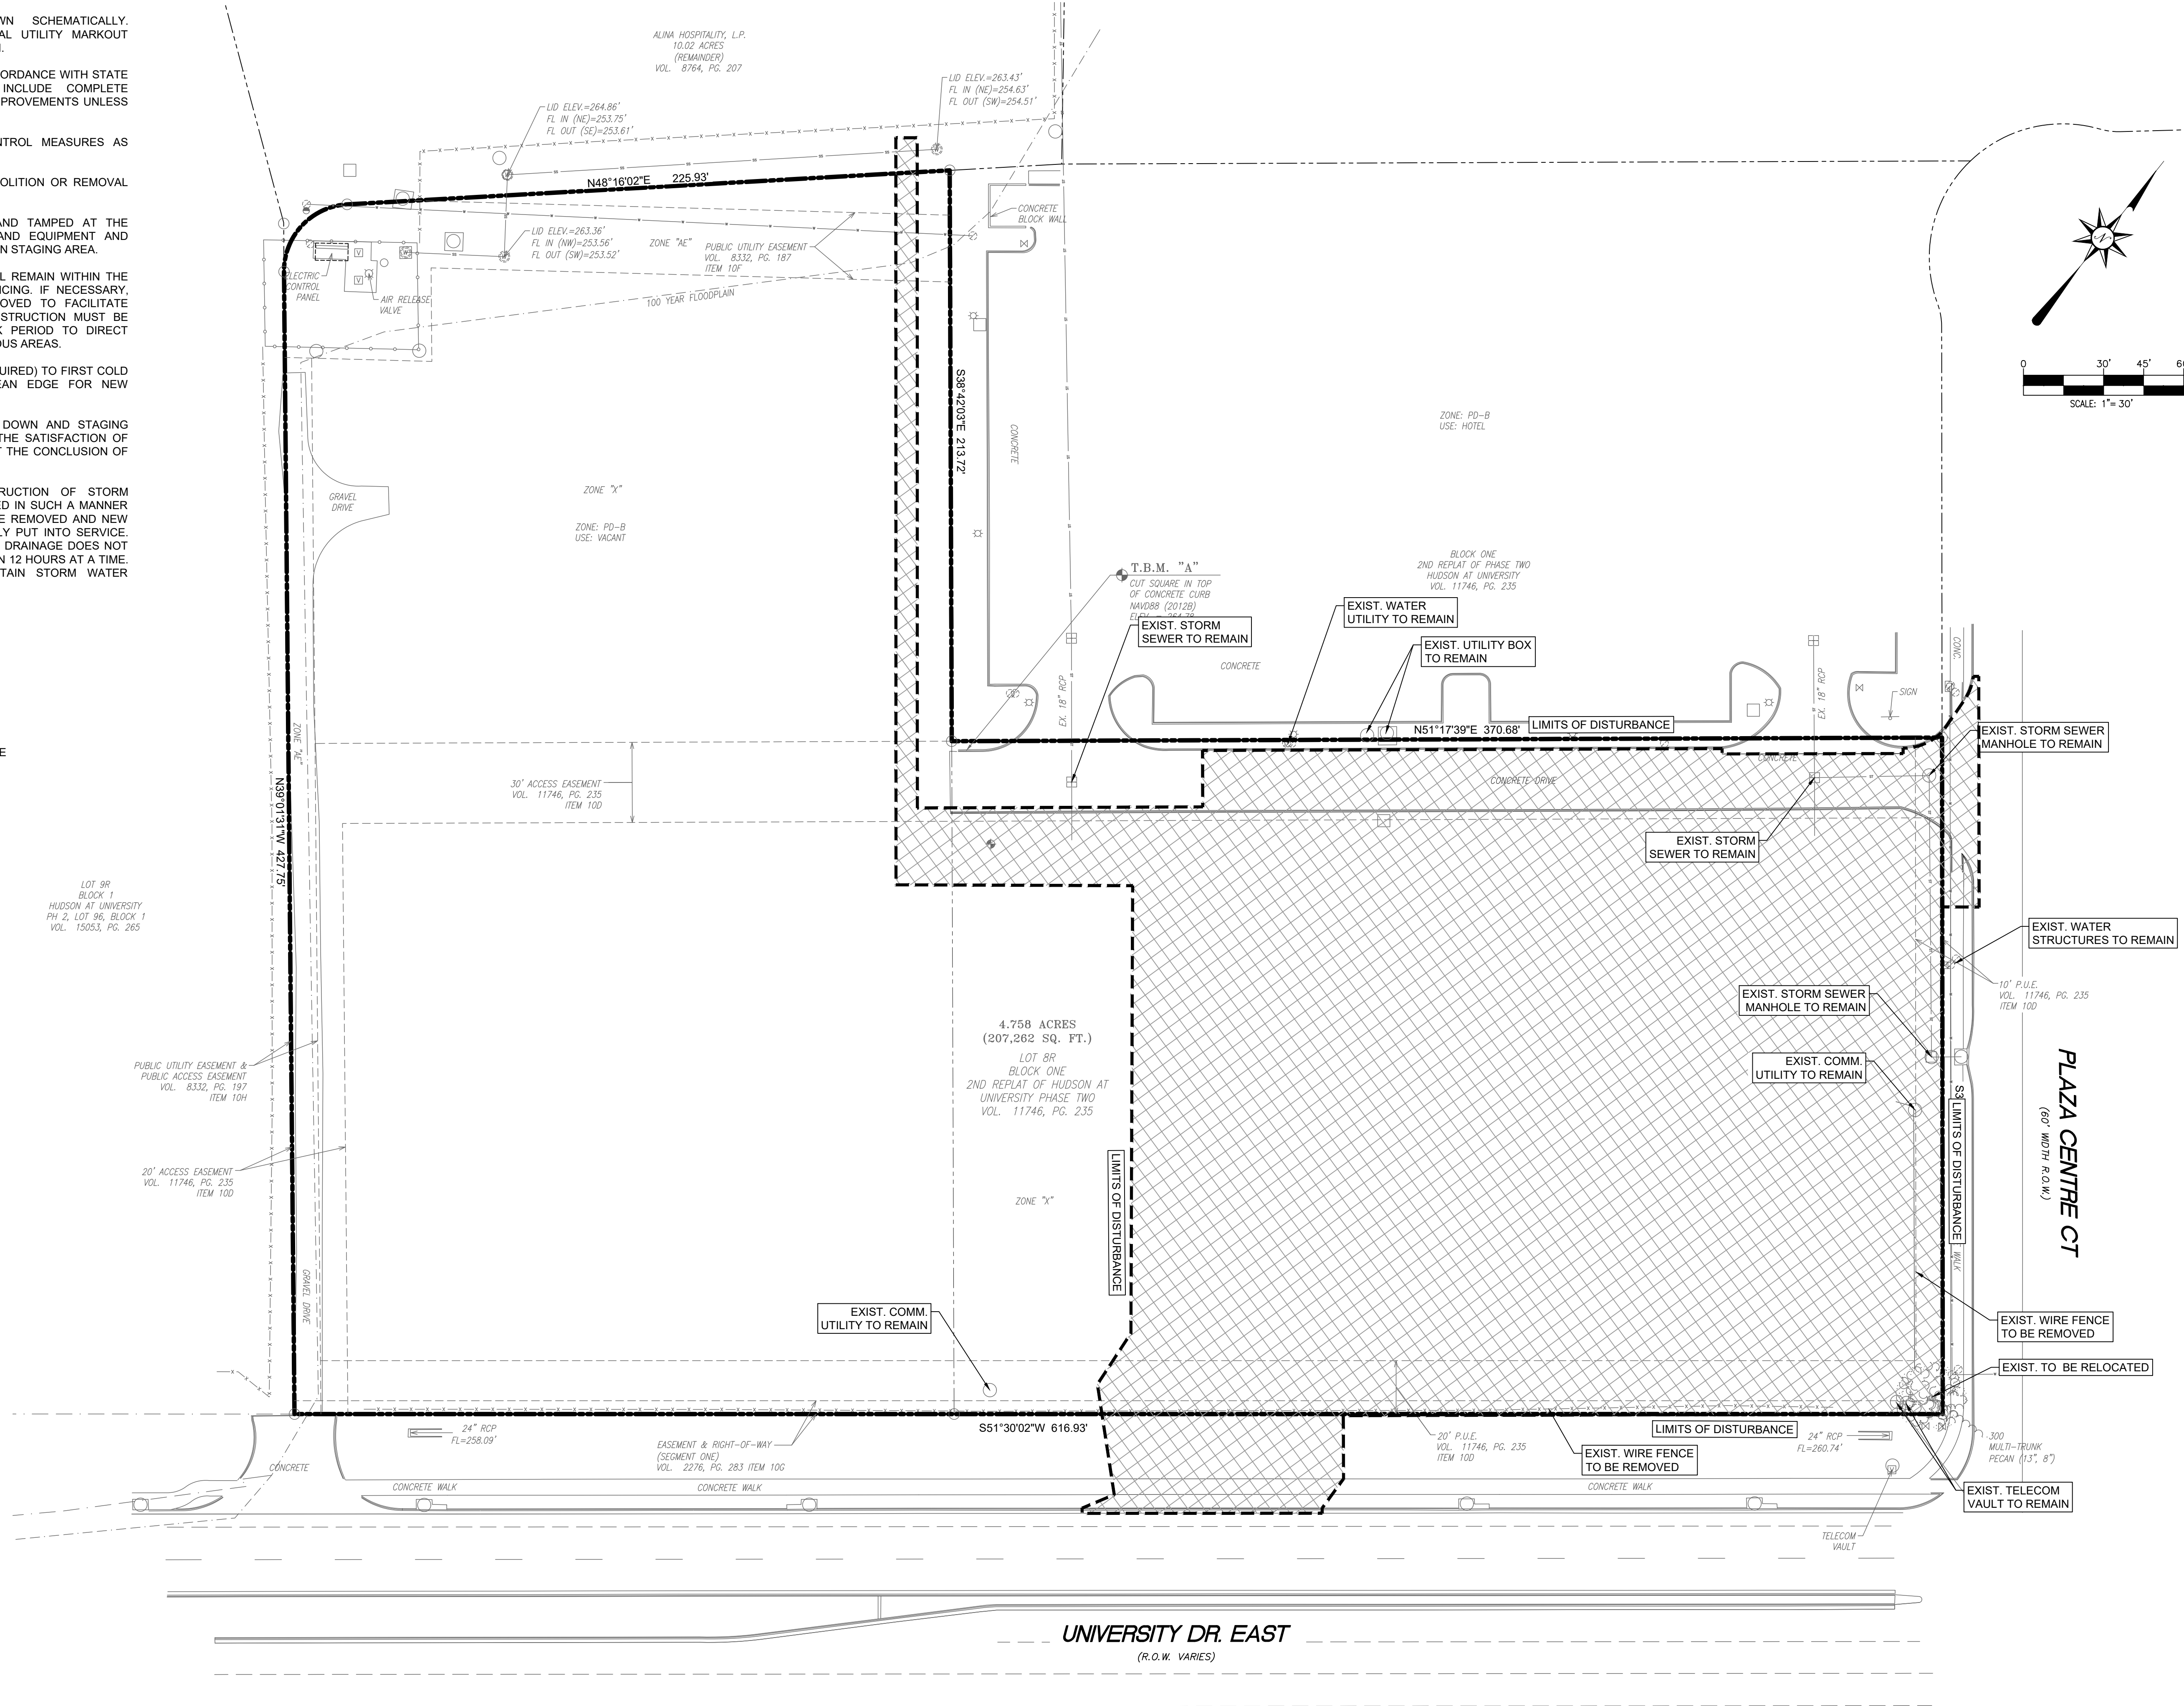 WN SCHEMATICALLY.
AL UTILITY MARKOUT
ORDANCE WITH STATE
INCLUDE COMPLETE
PROVEMENTS UNLESS
NTROL MEASURES AS
OLITION OR REMOVAL
AND TAMPED AT THE
AND EQUIPMENT AND
N STAGING AREA.
L REMAIN WITHIN THE
NCING. IF NECESSARY,
OVED TO FACILITATE
STRUCTION MUST BE
K PERIOD TO DIRECT
OUS AREAS.
QUIRED) TO FIRST COLD
EAN EDGE FOR NEW
DOWN AND STAGING
THE SATISFACTION OF
T THE CONCLUSION OF
RUCTION OF STORM
ED IN SUCH A MANNER
E REMOVED AND NEW
LY PUT INTO SERVICE.
DRAINAGE DOES NOT
N 12 HOURS AT A TIME.
TAIN STORM WATER
E
ALINA HOSPITALITY, L.P.
10.02 ACRES
(REMAINDER)
VOL. 8764, PG. 207
LID ELEV.=263.43'
FL IN (NE)=254.63'
FL OUT (SW)=254.51'
LID ELEV.=264.86'
FL IN (NE)=253.75'
FL OUT (SE)=253.61'
N48°16'02"E 225.93'
CONCRETE
BLOCK WALL
LID ELEV.=263.36'
FL IN (NW)=253.56'
FL OUT (SW)=253.52'
ZONE "AE"
PUBLIC UTILITY EASEMENT
VOL. 8332, PG. 187
ITEM 10F
ELECTRIC
CONTROL
PANEL
AIR RELEASE
VALVE
100 YEAR FLOODPLAIN
0 30' 45' 60
SCALE: 1"= 30'
S38°42'03"E 213.72'
CONCRETE
ZONE: PD-B
USE: HOTEL
GRAVEL
DRIVE
ZONE "X"
ZONE: PD-B
USE: VACANT
BLOCK ONE
2ND REPLAT OF PHASE TWO
HUDSON AT UNIVERSITY
VOL. 11746, PG. 235
T.B.M. "A"
CUT SQUARE IN TOP
OF CONCRETE CURB
NAVD88 (2012B)
ELEV. = 264.78
EXIST. STORM
SEWER TO REMAIN
EXIST. WATER
UTILITY TO REMAIN
EXIST. UTILITY BOX
TO REMAIN
CONCRETE
CONC.
EX. 18" RCP
EX. 18" RCP
SIGN
N51°17'39"E 370.68'
LIMITS OF DISTURBANCE
EXIST. STORM SEWER
MANHOLE TO REMAIN
ZONE "AE"
CONCRETE
CONCRETE DRIVE
30' ACCESS EASEMENT
VOL. 11746, PG. 235
ITEM 10D
N39°01'31"W 427.75'
EXIST. STORM
SEWER TO REMAIN
LOT 9R
BLOCK 1
HUDSON AT UNIVERSITY
PH 2, LOT 96, BLOCK 1
VOL. 15053, PG. 265
EXIST. WATER
STRUCTURES TO REMAIN
10' P.U.E.
VOL. 11746, PG. 235
ITEM 10D
EXIST. STORM SEWER
MANHOLE TO REMAIN
4.758 ACRES
(207,262 SQ. FT.)
LOT 8R
BLOCK ONE
2ND REPLAT OF HUDSON AT
UNIVERSITY PHASE TWO
VOL. 11746, PG. 235
EXIST. COMM.
UTILITY TO REMAIN
PUBLIC UTILITY EASEMENT &
PUBLIC ACCESS EASEMENT
VOL. 8332, PG. 197
ITEM 10H
S3
LIMITS OF DISTURBANCE
WALK
PLAZA CENTRE CT
(60' WIDTH R.O.W.)
20' ACCESS EASEMENT
VOL. 11746, PG. 235
ITEM 10D
LIMITS OF DISTURBANCE
ZONE "X"
GRAVEL DRIVE
EXIST. COMM.
UTILITY TO REMAIN
EXIST. WIRE FENCE
TO BE REMOVED
EXIST. TO BE RELOCATED
24" RCP
FL=258.09'
S51°30'02"W 616.93'
LIMITS OF DISTURBANCE
EASEMENT & RIGHT-OF-WAY
(SEGMENT ONE)
VOL. 2276, PG. 283 ITEM 10G
20' P.U.E.
VOL. 11746, PG. 235
ITEM 10D
EXIST. WIRE FENCE
TO BE REMOVED
24" RCP
FL=260.74'
300
MULTI-TRUNK
PECAN (13", 8")
CONCRETE
CONCRETE WALK
CONCRETE WALK
CONCRETE WALK
EXIST. TELECOM
VAULT TO REMAIN
TELECOM
VAULT
UNIVERSITY DR. EAST
(R.O.W. VARIES)